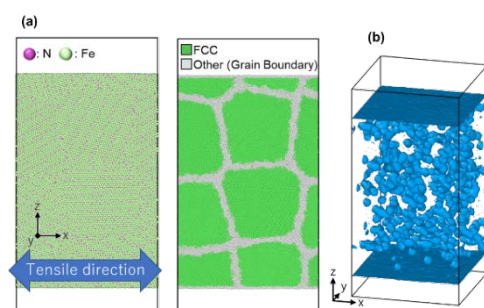 (a)
: N : Fe
z
y x
Tensile direction
FCC
Other (Grain Boundary)
(b)
z
y
x